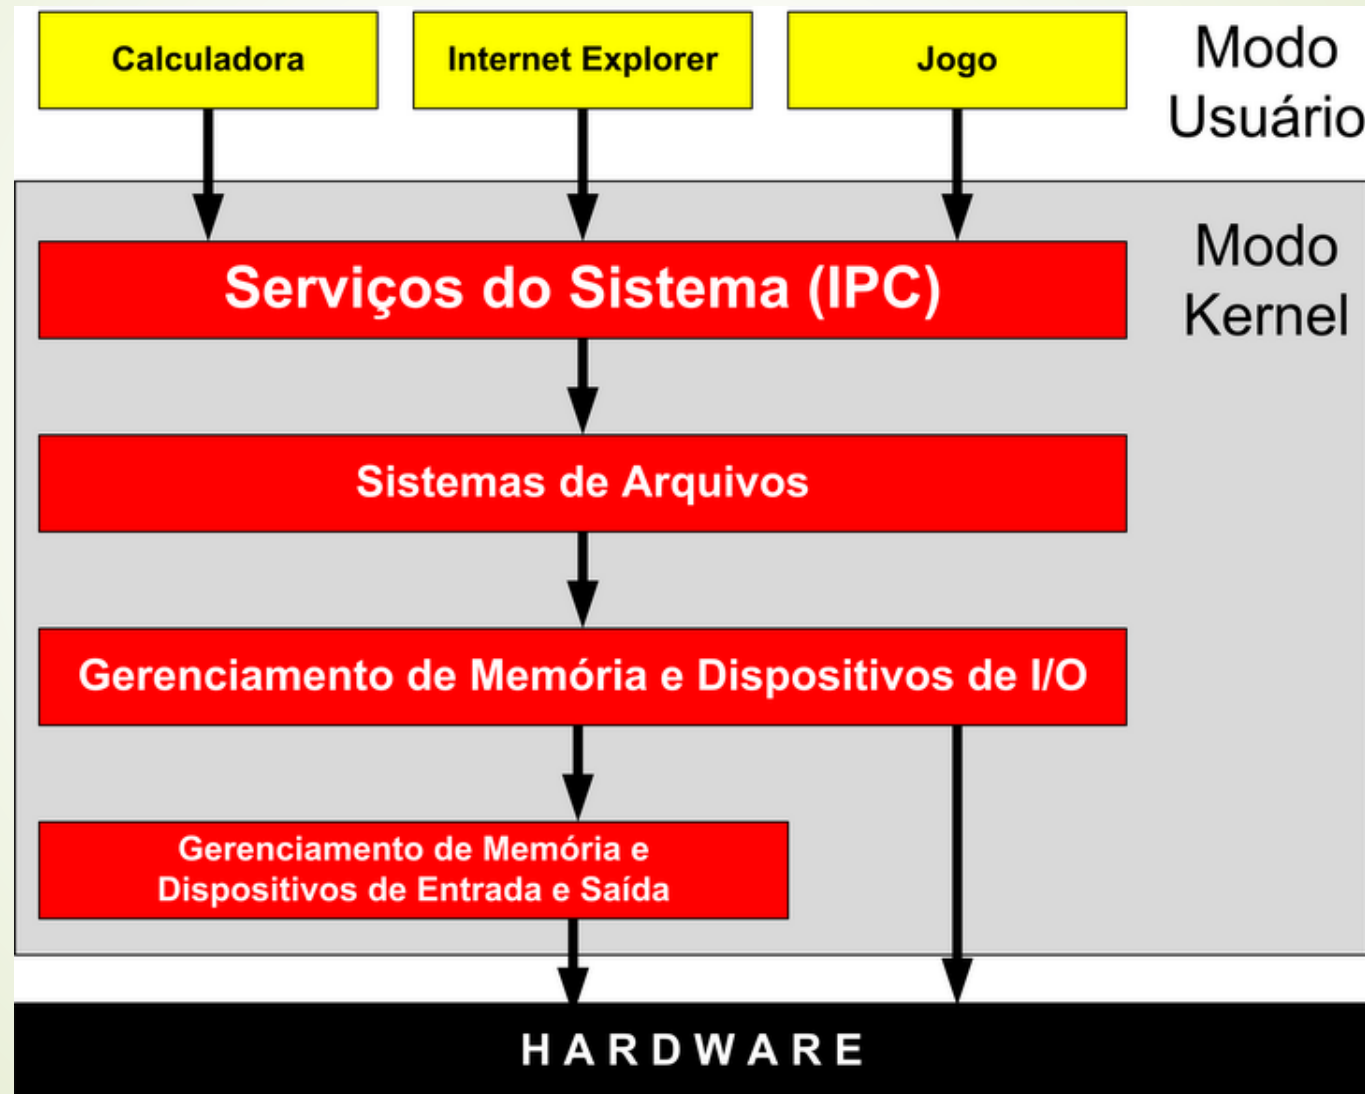 Calculadora
Internet Explorer
Jogo
Modo
Usuário
Modo
Kernel
Serviços do Sistema (IPC)
Sistemas de Arquivos
Gerenciamento de Memória e Dispositivos de I/O
Gerenciamento de Memória e
Dispositivos de Entrada e Saída
HARDWARE